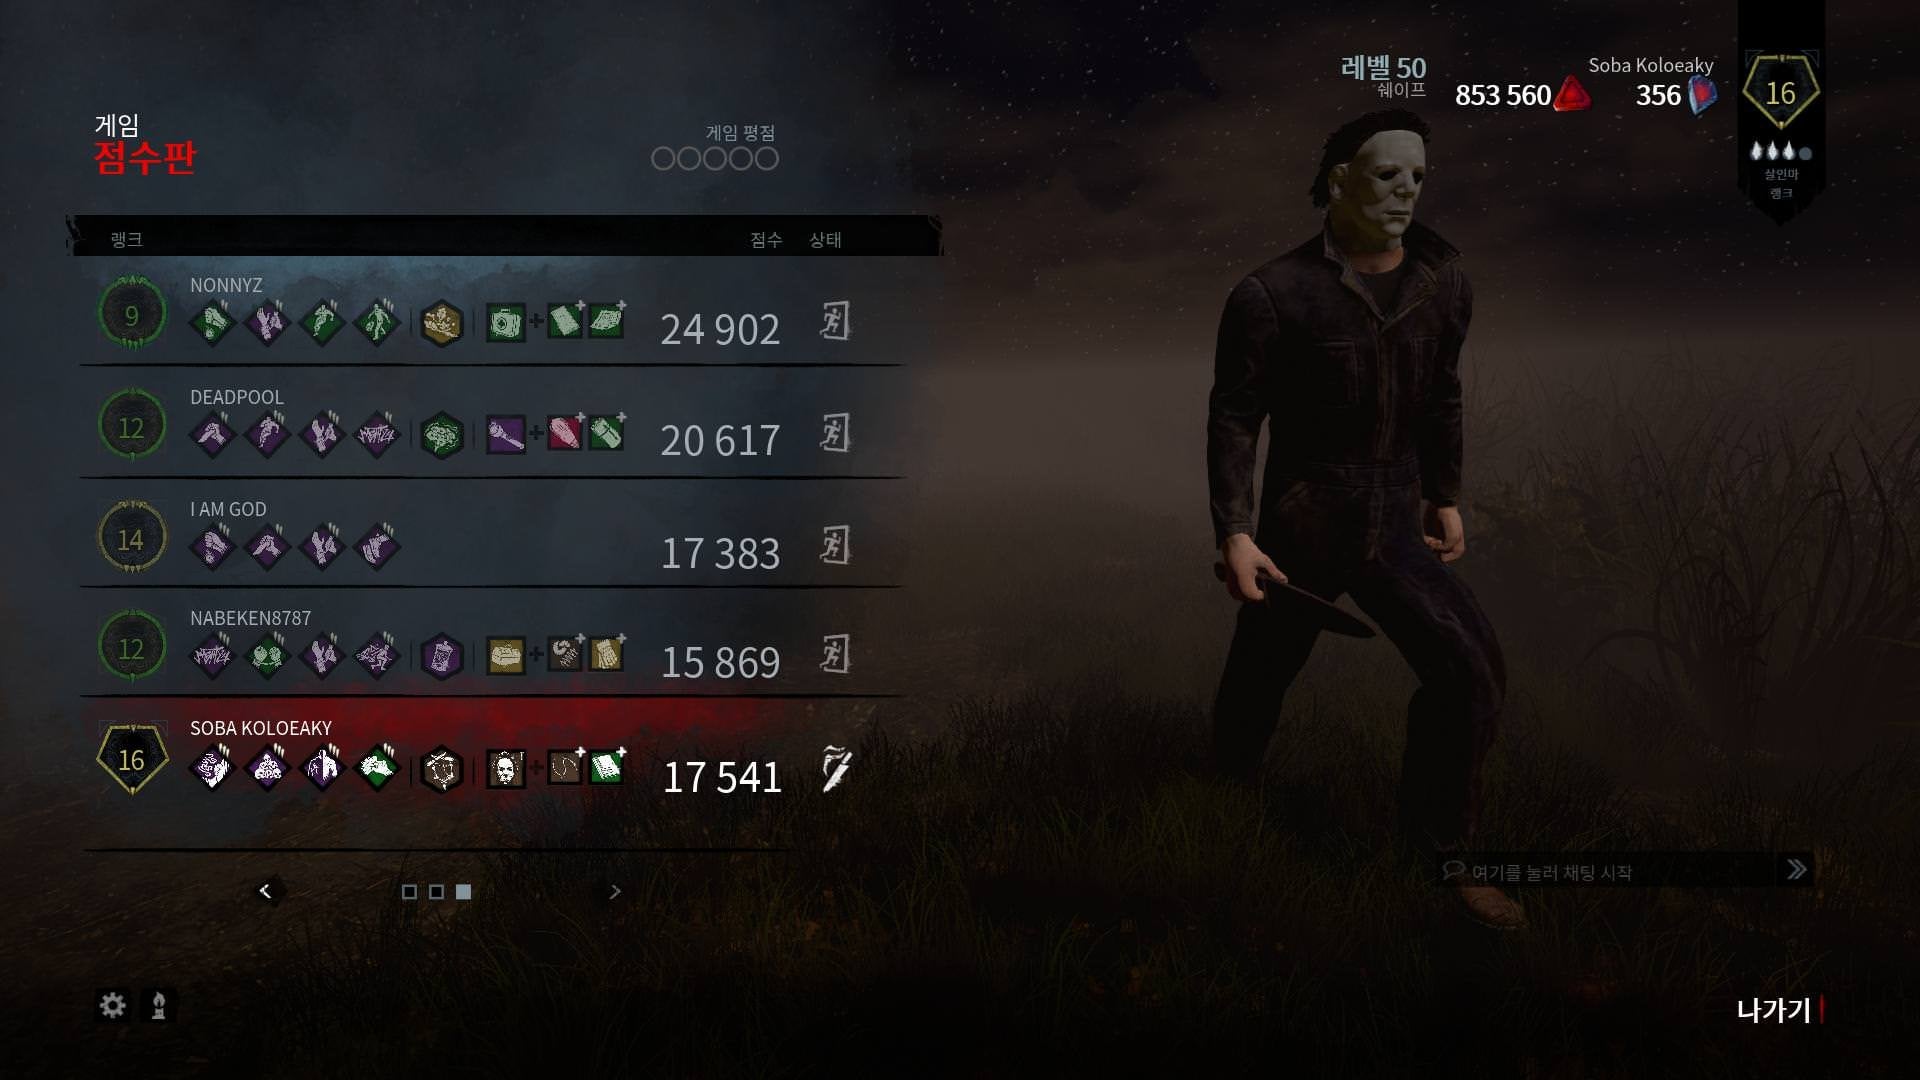 레벨 50
쉐이프
853 560
Soba Koloeaky
356
16
살인마
랭크
게임
점수판
게임 평점
랭크 점수 상태
9 NONNYZ 24 902
12 DEADPOOL 20 617
14 I AM GOD 17 383
12 NABEKEN8787 15 869
16 SOBA KOLOEAKY 17 541
여기를 눌러 채팅 시작
나가기